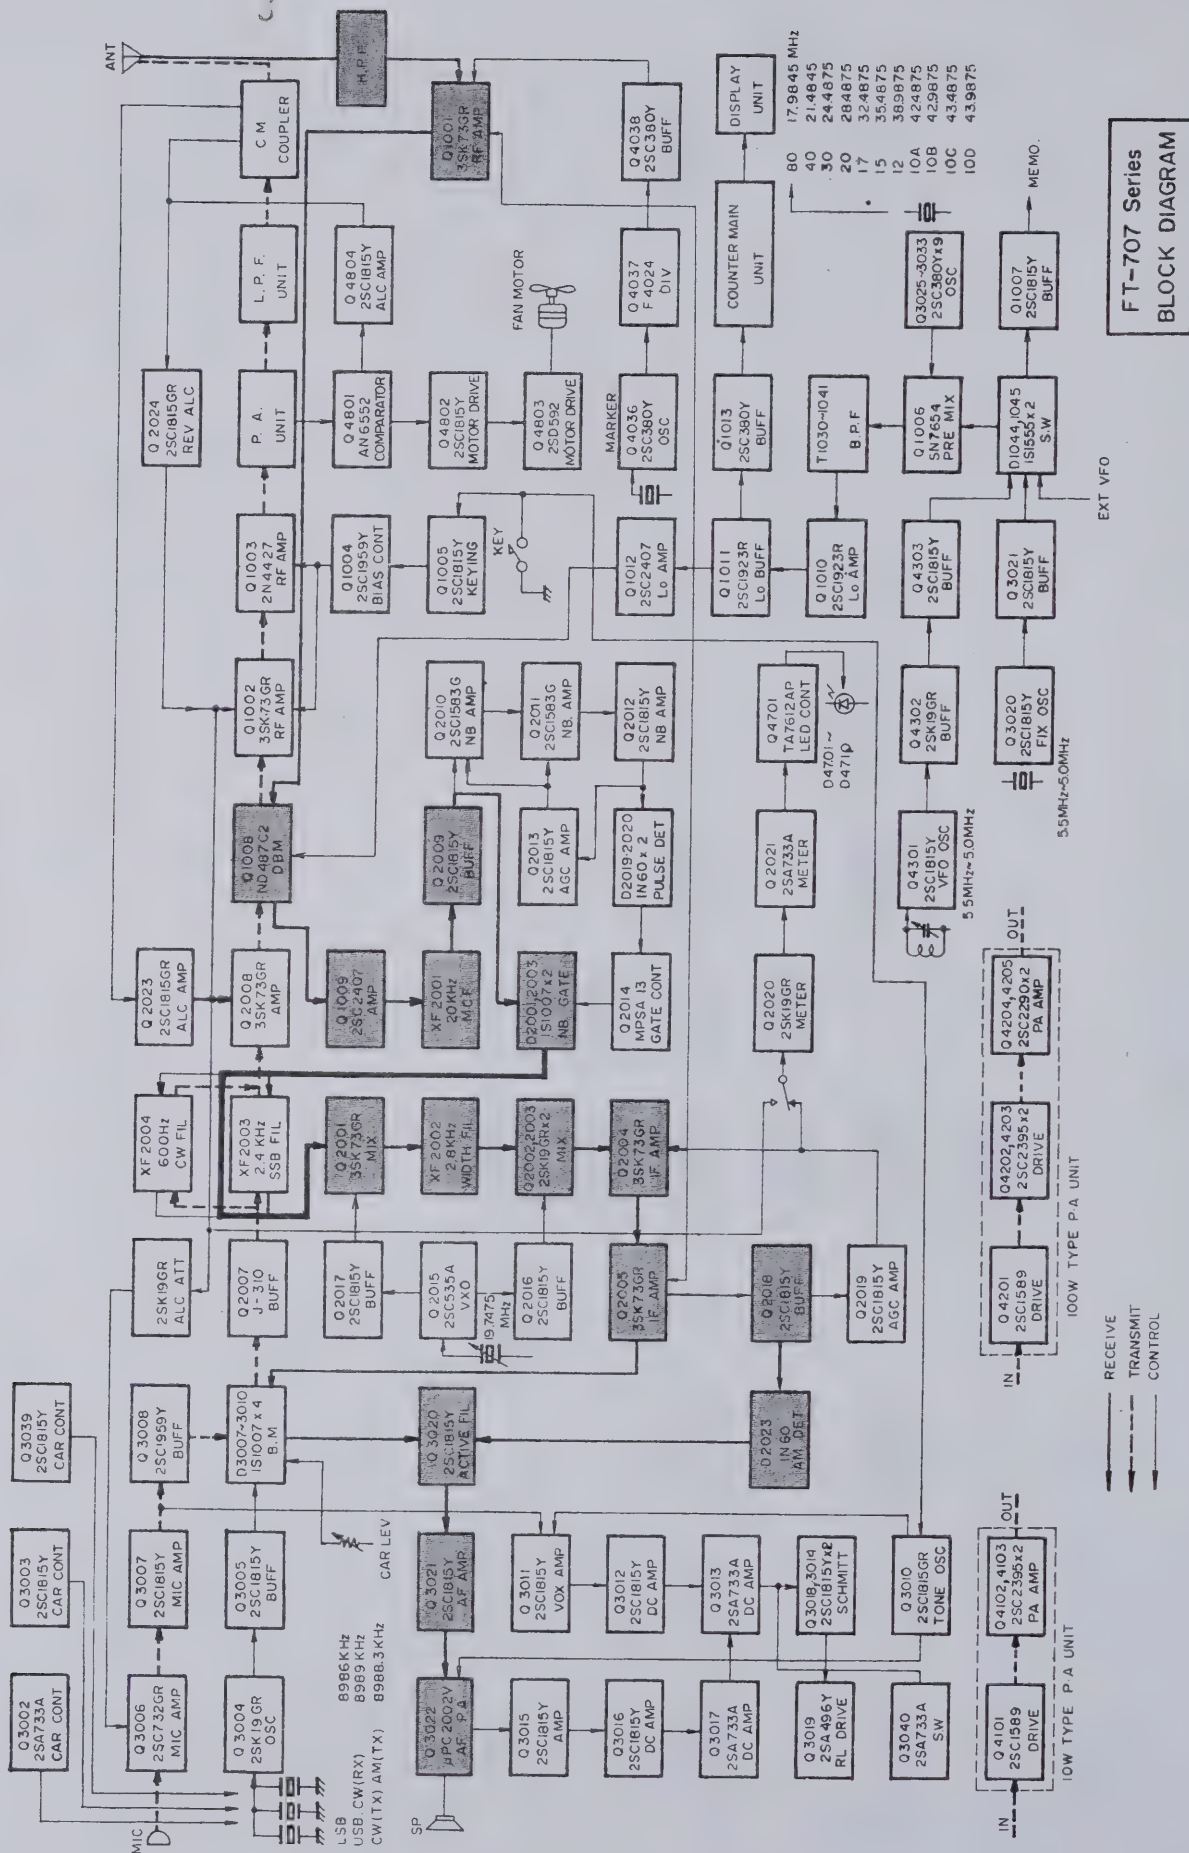 ANT
H.P.F.
CM
COUPLER
L.P.F.
UNIT
P.A.
UNIT
Q2024
2SC1815GR
REV ALC
Q1003
2N4427
RF AMP
Q1002
3SK73GR
RF AMP
Q1008
ND487C2
DBM
Q2023
2SC1815GR
ALC AMP
Q2008
3SK73GR
AMP
XF2004
600Hz
CW FIL
XF2003
2.4KHz
SSB FIL
2SK19GR
ALC ATT
Q2007
J-310
BUFF
Q3039
2SC1815Y
CAR CONT
Q3008
2SC1959Y
BUFF
D3007~3010
1S1007x4
B.M
Q3003
2SC1815Y
CAR CONT
Q3007
2SC1815Y
MIC AMP
Q3005
2SC1815Y
BUFF
Q3002
2SA733A
CAR CONT
Q3006
2SC732GR
MIC AMP
Q3004
2SK19GR
OSC
MIC
LSB 8986KHz
USB.CW(RX) 8989KHz
CW(TX) AM(TX) 8988.3KHz
CAR LEV
Q1001
3SK73GR
RF AMP
Q4804
2SC1815Y
ALC AMP
Q4801
AN6552
COMPARATOR
Q4802
2SC1815Y
MOTOR DRIVE
Q4803
2SD592
MOTOR DRIVE
FAN MOTOR
Q1004
2SC1959Y
BIAS CONT
Q1005
2SC1815Y
KEYING
KEY
MARKER
Q4036
2SC380Y
OSC
Q4037
F4024
DIV
Q4038
2SC380Y
BUFF
Q1009
2SC2407
AMP
XF2001
20KHz
MCF
Q2009
2SC1815Y
BUFF
D2001,2003
1S1007x2
NB GATE
Q2010
2SC1583G
NB AMP
Q2011
2SC1583G
NB. AMP
Q2012
2SC1815Y
NB AMP
Q2013
2SC1815Y
AGC AMP
D2019·2020
1N60x2
PULSE DET
Q2014
MPSA13
GATE CONT
Q2001
3SK73GR
MIX
XF2002
2.8KHz
WIDTH FIL
Q2002,2003
2SK19GRx2
MIX
Q2004
3SK73GR
IF AMP
Q2017
2SC1815Y
BUFF
Q2015
2SC535A
VXO
19.7475
MHz
Q2016
2SC1815Y
BUFF
Q2005
3SK73GR
IF AMP
Q2018
2SC1815Y
BUFF
Q2019
2SC1815Y
AGC AMP
Q3020
2SC1815Y
ACTIVE FIL
D2023
1N60
AM DET
Q3021
2SC1815Y
AF AMP
Q3022
μPC2002V
AF PA
SP
Q3011
2SC1815Y
VOX AMP
Q3012
2SC1815Y
DC AMP
Q3013
2SA733A
DC AMP
Q3018,3014
2SC1815Yx2
SCHMITT
Q3010
2SC1815GR
TONE OSC
Q3015
2SC1815Y
AMP
Q3016
2SC1815Y
DC AMP
Q3017
2SA733A
DC AMP
Q3019
2SA496Y
RL DRIVE
Q3040
2SA733A
S.W
Q2020
2SK19GR
METER
Q2021
2SA733A
METER
Q4701
TA7612AP
LED CONT
D4701~
D4710
Q1012
2SC2407
Lo AMP
Q1011
2SC1923R
Lo BUFF
Q1010
2SC1923R
Lo AMP
Q1013
2SC380Y
BUFF
COUNTER MAIN
UNIT
DISPLAY
UNIT
T1030~1041
B.P.F
Q1006
SN7654
PRE MIX
Q3025~3033
2SC380Yx9
OSC
80 17.9845 MHz
40 21.4845
30 24.4875
20 28.4875
17 32.4875
15 35.4875
12 38.9875
10A 42.4875
10B 42.9875
10C 43.4875
10D 43.9875
Q4301
2SC1815Y
VFO OSC
5.5MHz~5.0MHz
Q4302
2SK19GR
BUFF
Q4303
2SC1815Y
BUFF
Q3020
2SC1815Y
FIX OSC
5.5MHz~5.0MHz
Q3021
2SC1815Y
BUFF
D1044,1045
1S1555x2
S.W
Q1007
2SC1815Y
BUFF
MEMO.
EXT VFO
IN
Q4101
2SC1589
DRIVE
Q4102,4103
2SC2395x2
PA AMP
OUT
10W TYPE P.A UNIT
IN
Q4201
2SC1589
DRIVE
Q4202,4203
2SC2395x2
DRIVE
Q4204,4205
2SC2290x2
PA AMP
OUT
100W TYPE P.A UNIT
RECEIVE
TRANSMIT
CONTROL
FT-707 Series
BLOCK DIAGRAM